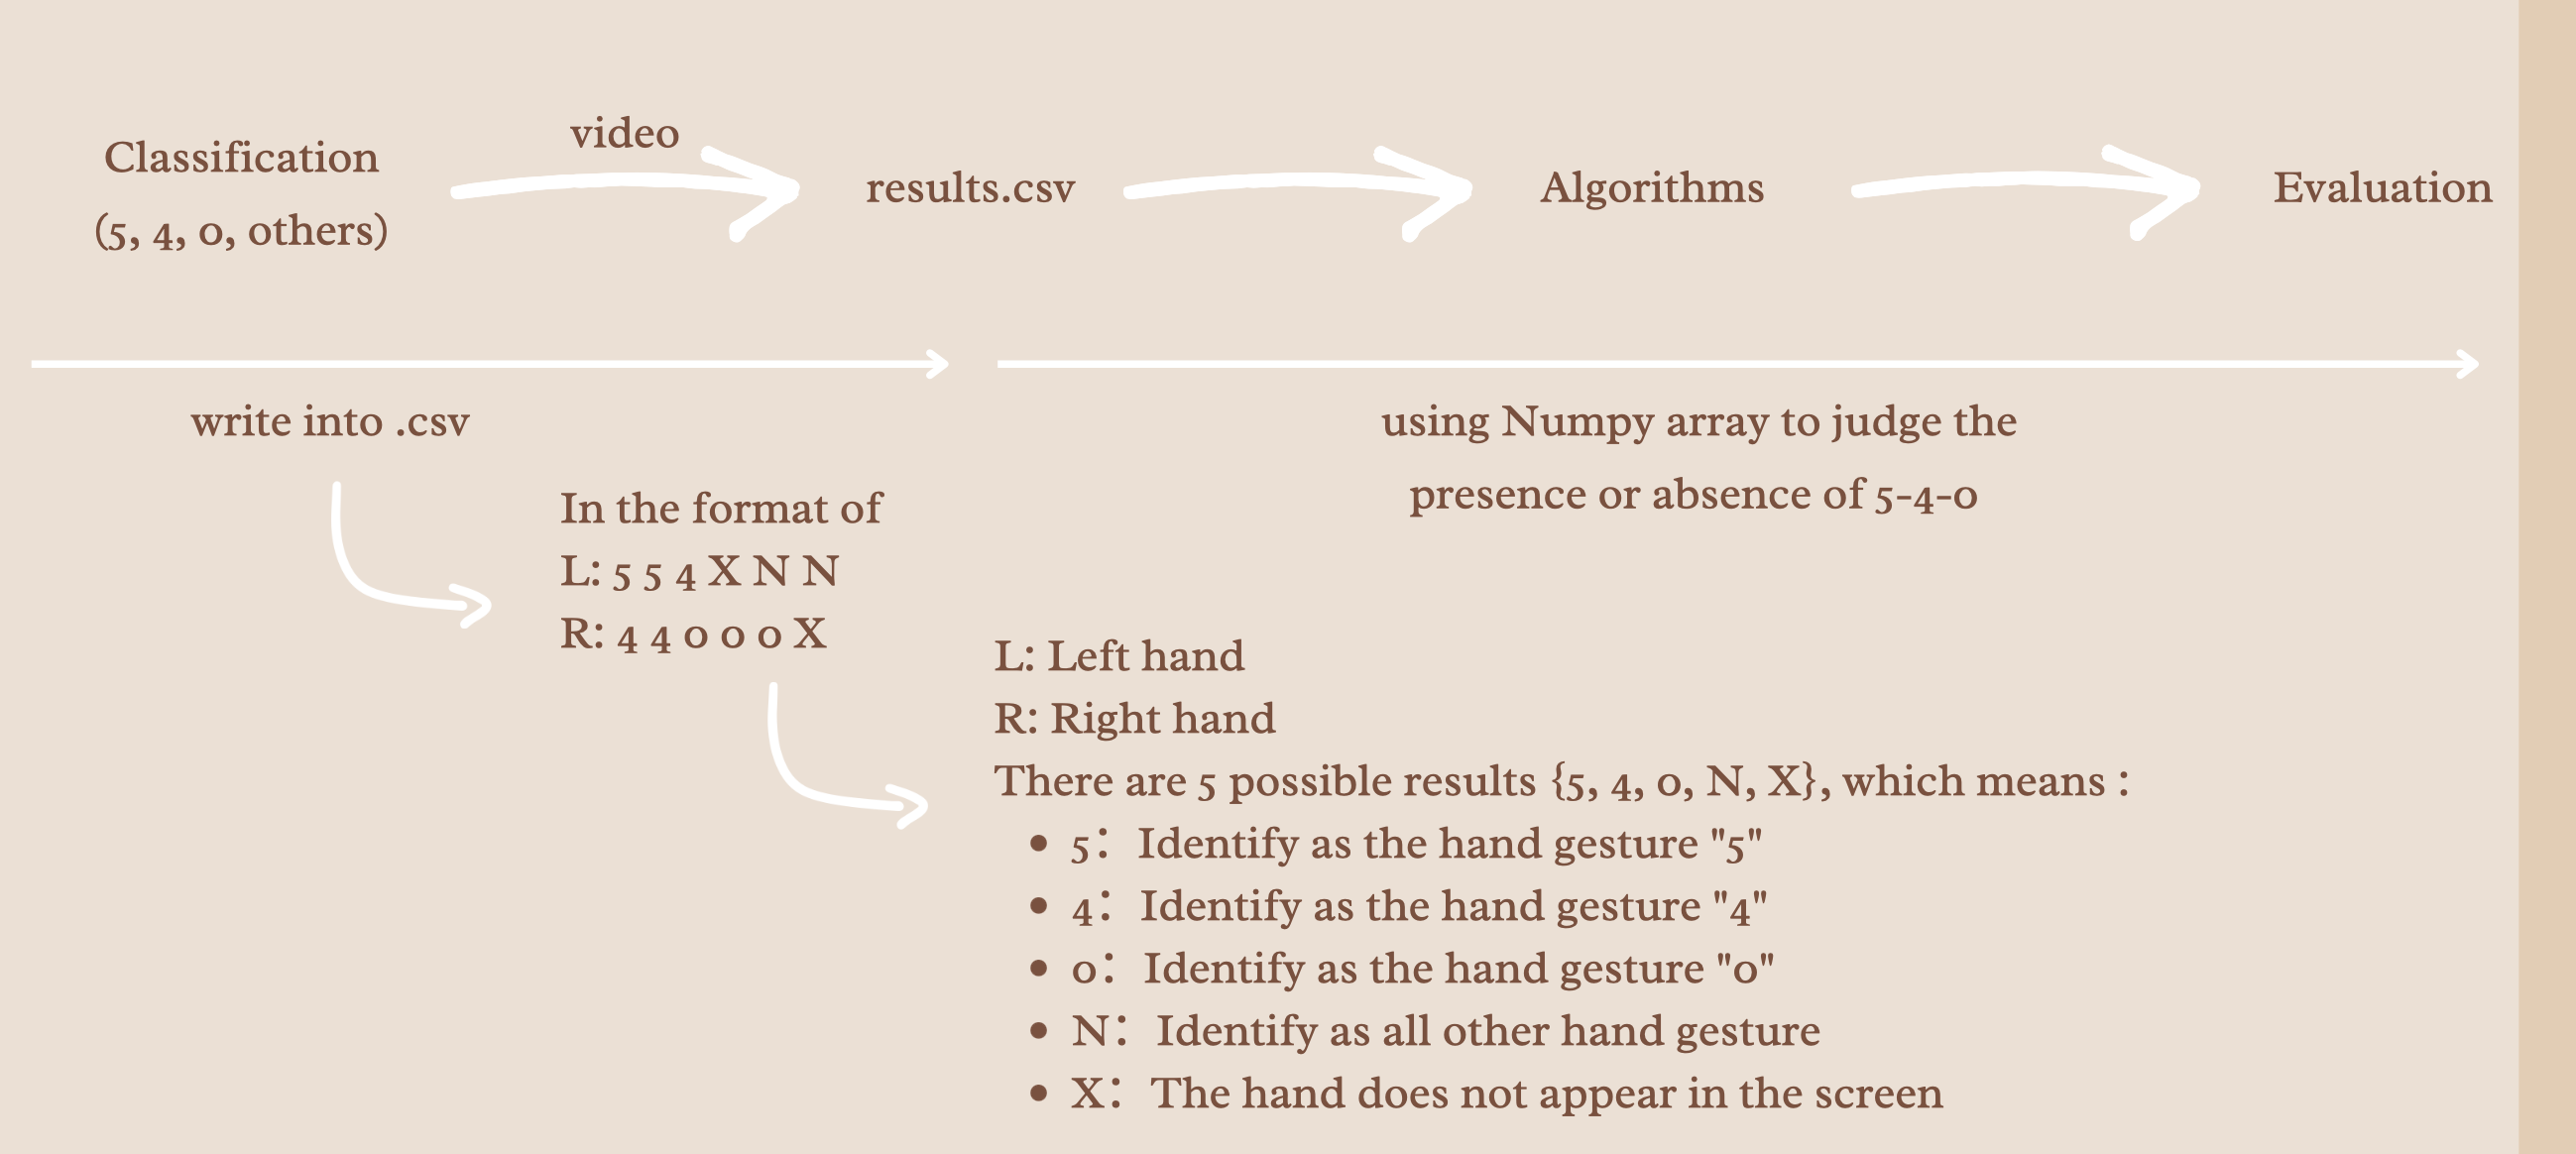 Classification
(5, 4, 0, others)
video
results.csv
Algorithms
Evaluation
write into .csv
using Numpy array to judge the
presence or absence of 5-4-0
In the format of
L: 5 5 4 X N N
R: 4 4 0 0 0 X
L: Left hand
R: Right hand
There are 5 possible results {5, 4, 0, N, X}, which means :
• 5： Identify as the hand gesture "5"
• 4： Identify as the hand gesture "4"
• 0： Identify as the hand gesture "0"
• N： Identify as all other hand gesture
• X： The hand does not appear in the screen